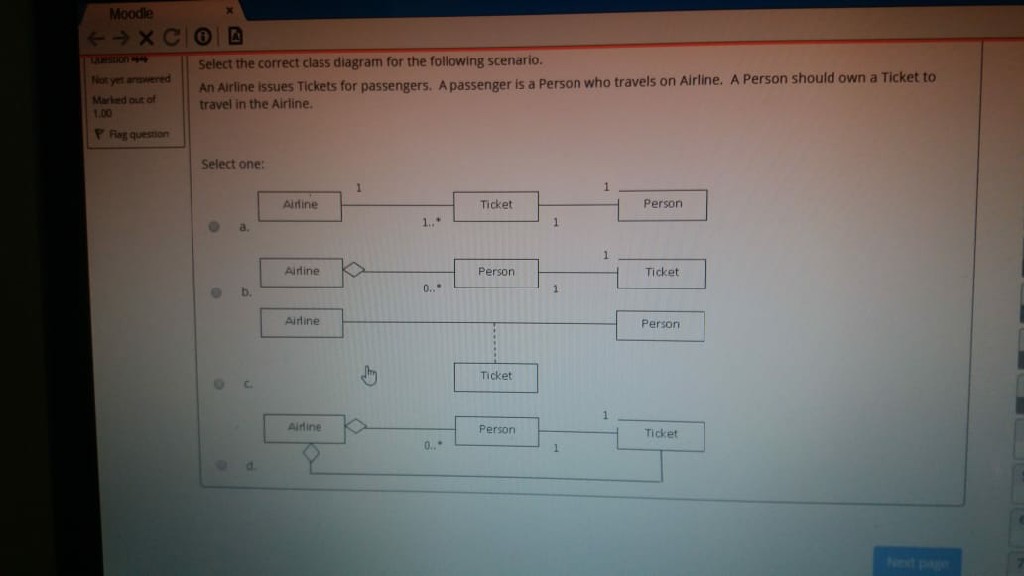 Moodle x
Not yet answered
Marked out of
1.00
Flag question
Select the correct class diagram for the following scenario.
An Airline issues Tickets for passengers. A passenger is a Person who travels on Airline. A Person should own a Ticket to
travel in the Airline.
Select one:
1 1
Airline Ticket Person
1..* 1
a.
1
Airline Person Ticket
0..* 1
b.
Airline Person
Ticket
c.
1
Airline Person Ticket
0..* 1
d.
Next page